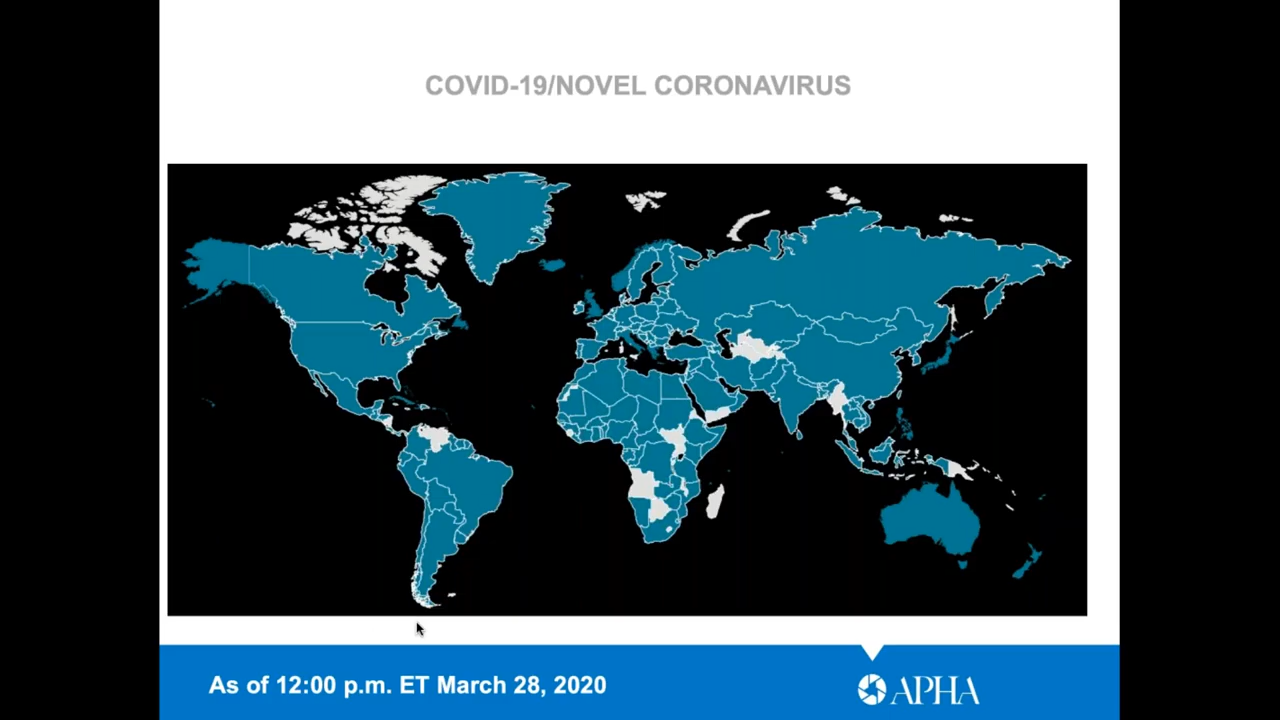 COVID-19/NOVEL CORONAVIRUS
As of 12:00 p.m. ET March 28, 2020
APHA